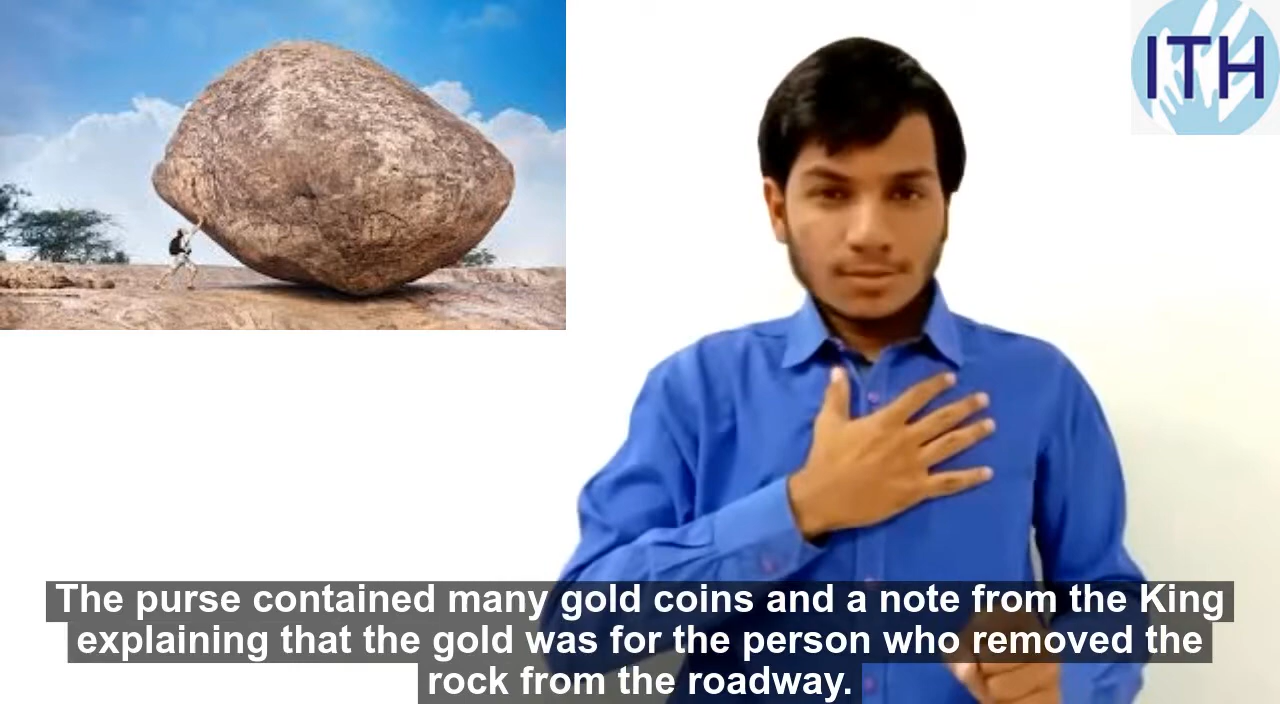 ITH
The purse contained many gold coins and a note from the King
explaining that the gold was for the person who removed the
rock from the roadway.